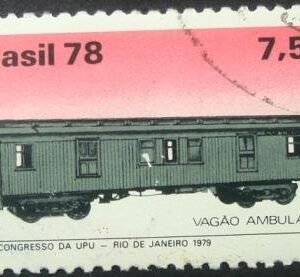 asil 78 7,5
VAGÃO AMBULA
CONGRESSO DA UPU – RIO DE JANEIRO 1979